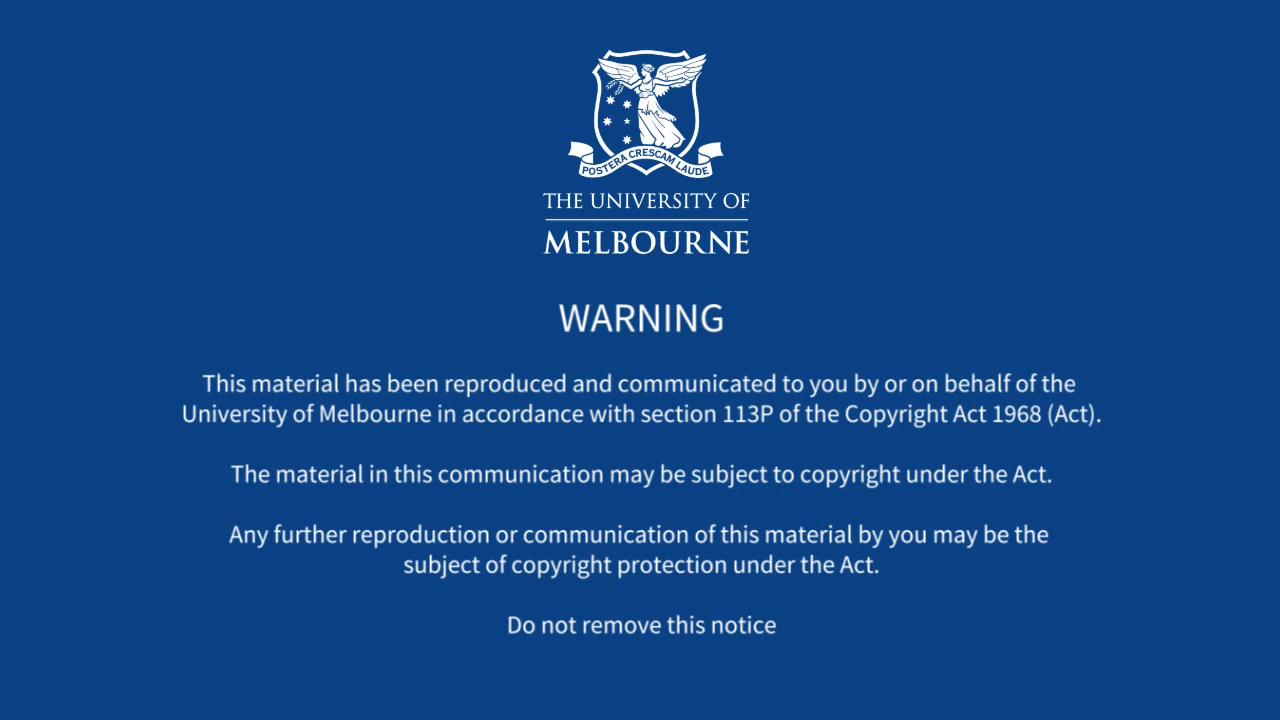 POSTERA CRESCAM LAUDE
THE UNIVERSITY OF
MELBOURNE
WARNING
This material has been reproduced and communicated to you by or on behalf of the
University of Melbourne in accordance with section 113P of the Copyright Act 1968 (Act).
The material in this communication may be subject to copyright under the Act.
Any further reproduction or communication of this material by you may be the
subject of copyright protection under the Act.
Do not remove this notice